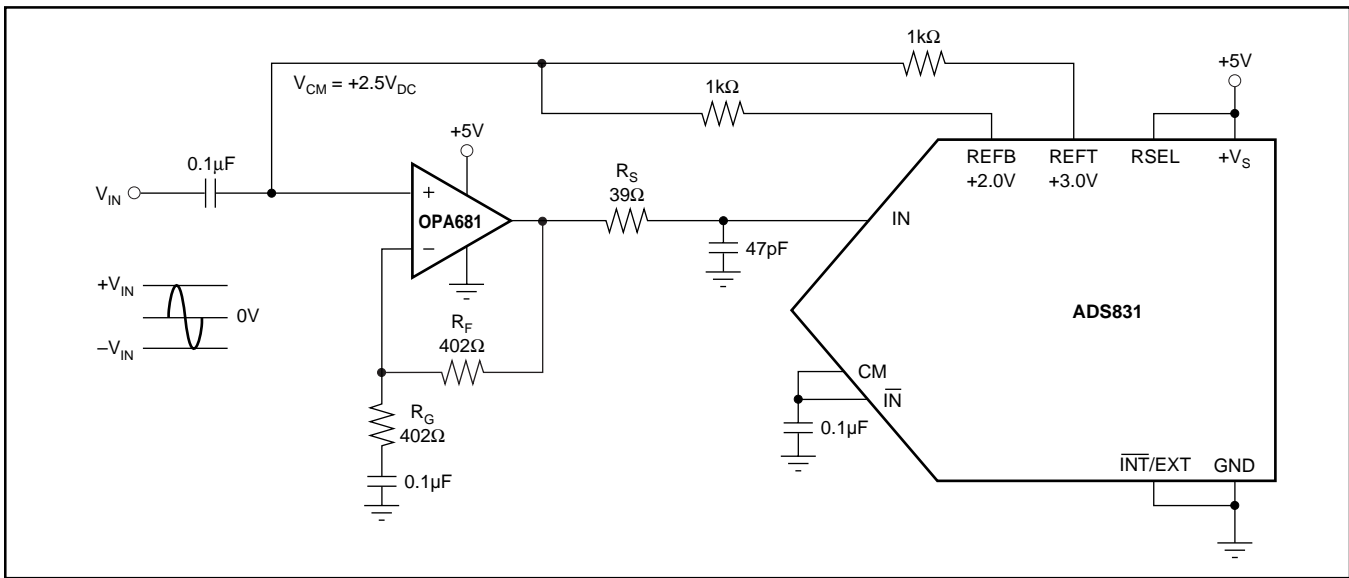 1kΩ
+5V
V_CM = +2.5V_DC
1kΩ
+5V
0.1µF
V_IN
+
OPA681
–
R_S
39Ω
REFB
+2.0V
REFT
+3.0V
RSEL
+V_S
IN
47pF
+V_IN
0V
–V_IN
ADS831
R_F
402Ω
CM
I̅N̅
R_G
402Ω
0.1µF
0.1µF
I̅N̅T̅/EXT
GND